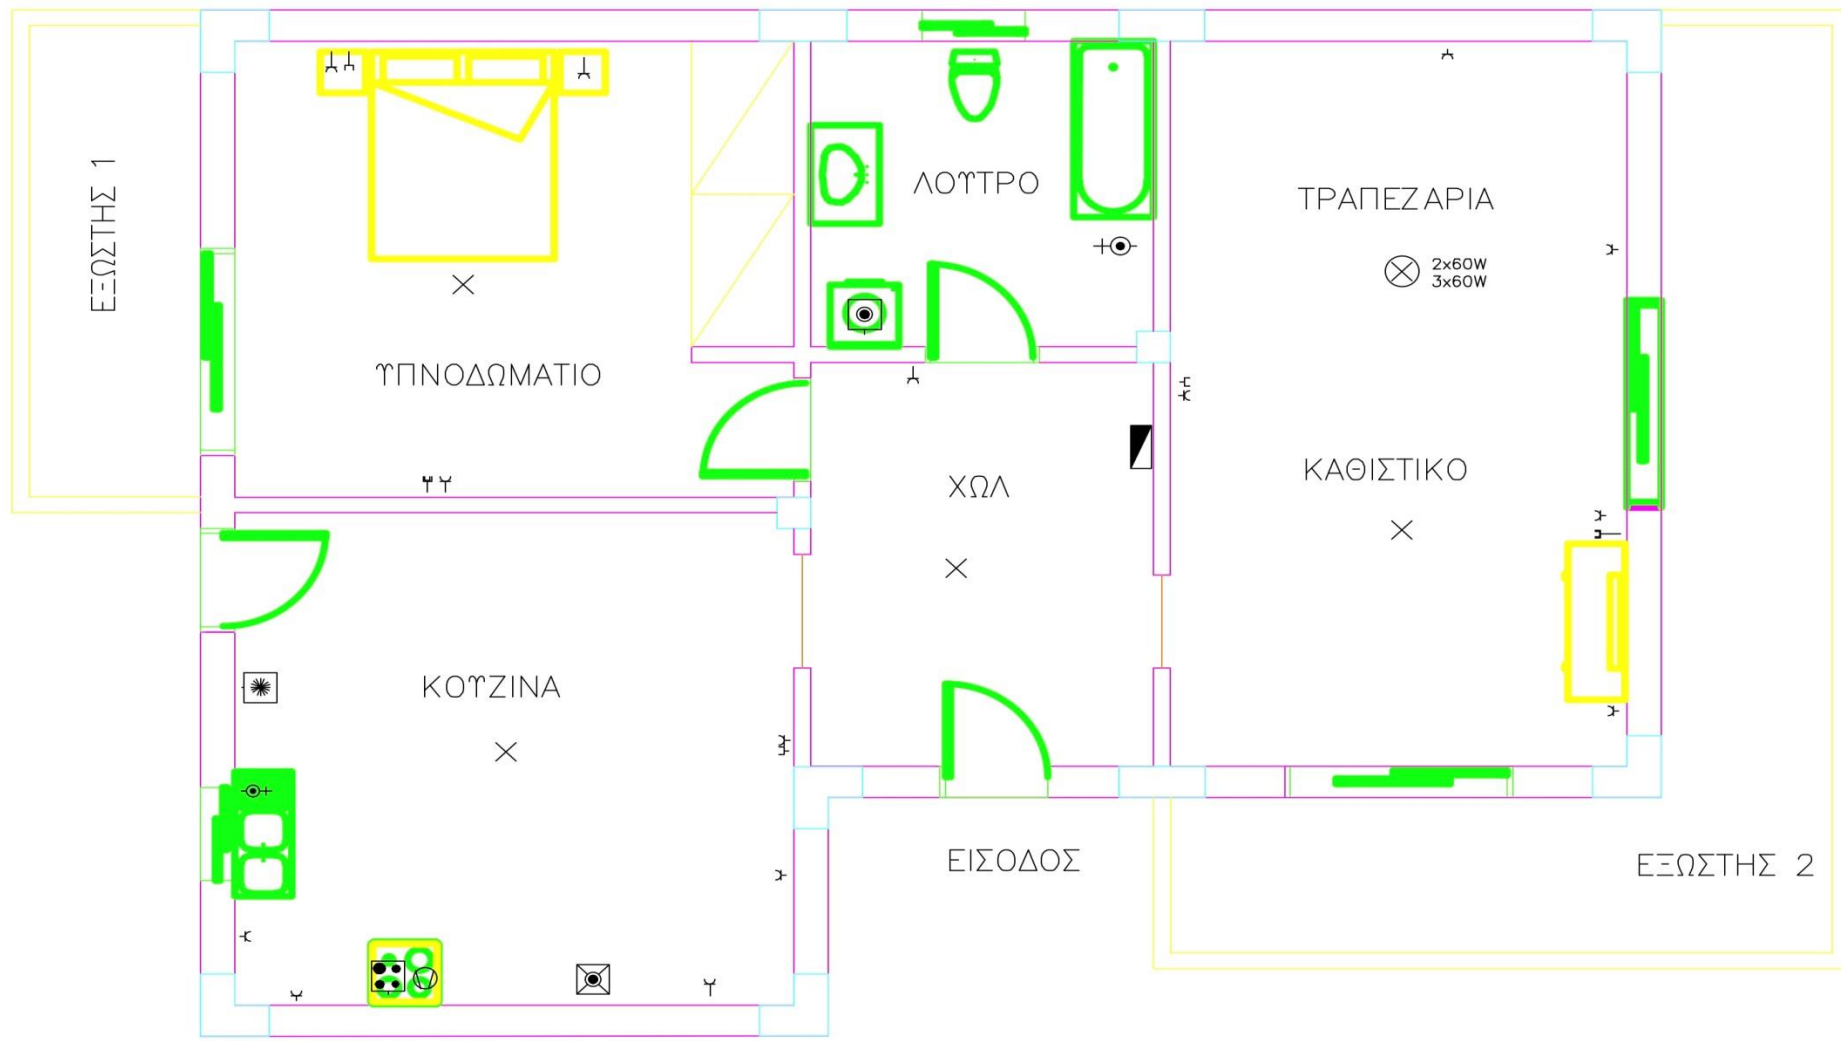 ΕΞΩΣΤΗΣ 1
ΛΟΥΤΡΟ
ΤΡΑΠΕΖΑΡΙΑ
2x60W
3x60W
ΥΠΝΟΔΩΜΑΤΙΟ
ΧΩΛ
ΚΑΘΙΣΤΙΚΟ
ΚΟΥΖΙΝΑ
ΕΙΣΟΔΟΣ
ΕΞΩΣΤΗΣ 2